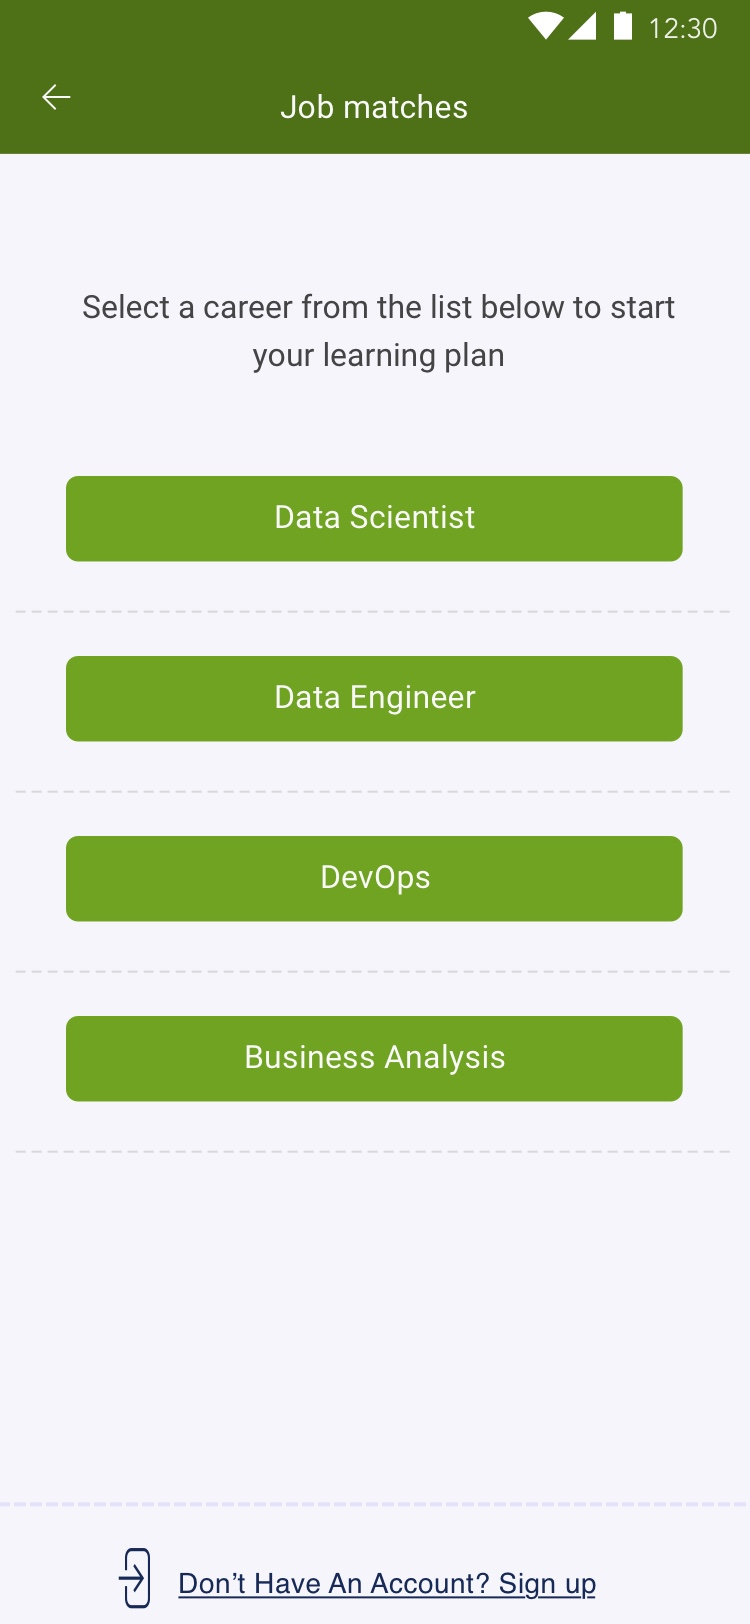 12:30
Job matches
Select a career from the list below to start
your learning plan
Data Scientist
Data Engineer
DevOps
Business Analysis
Don’t Have An Account? Sign up